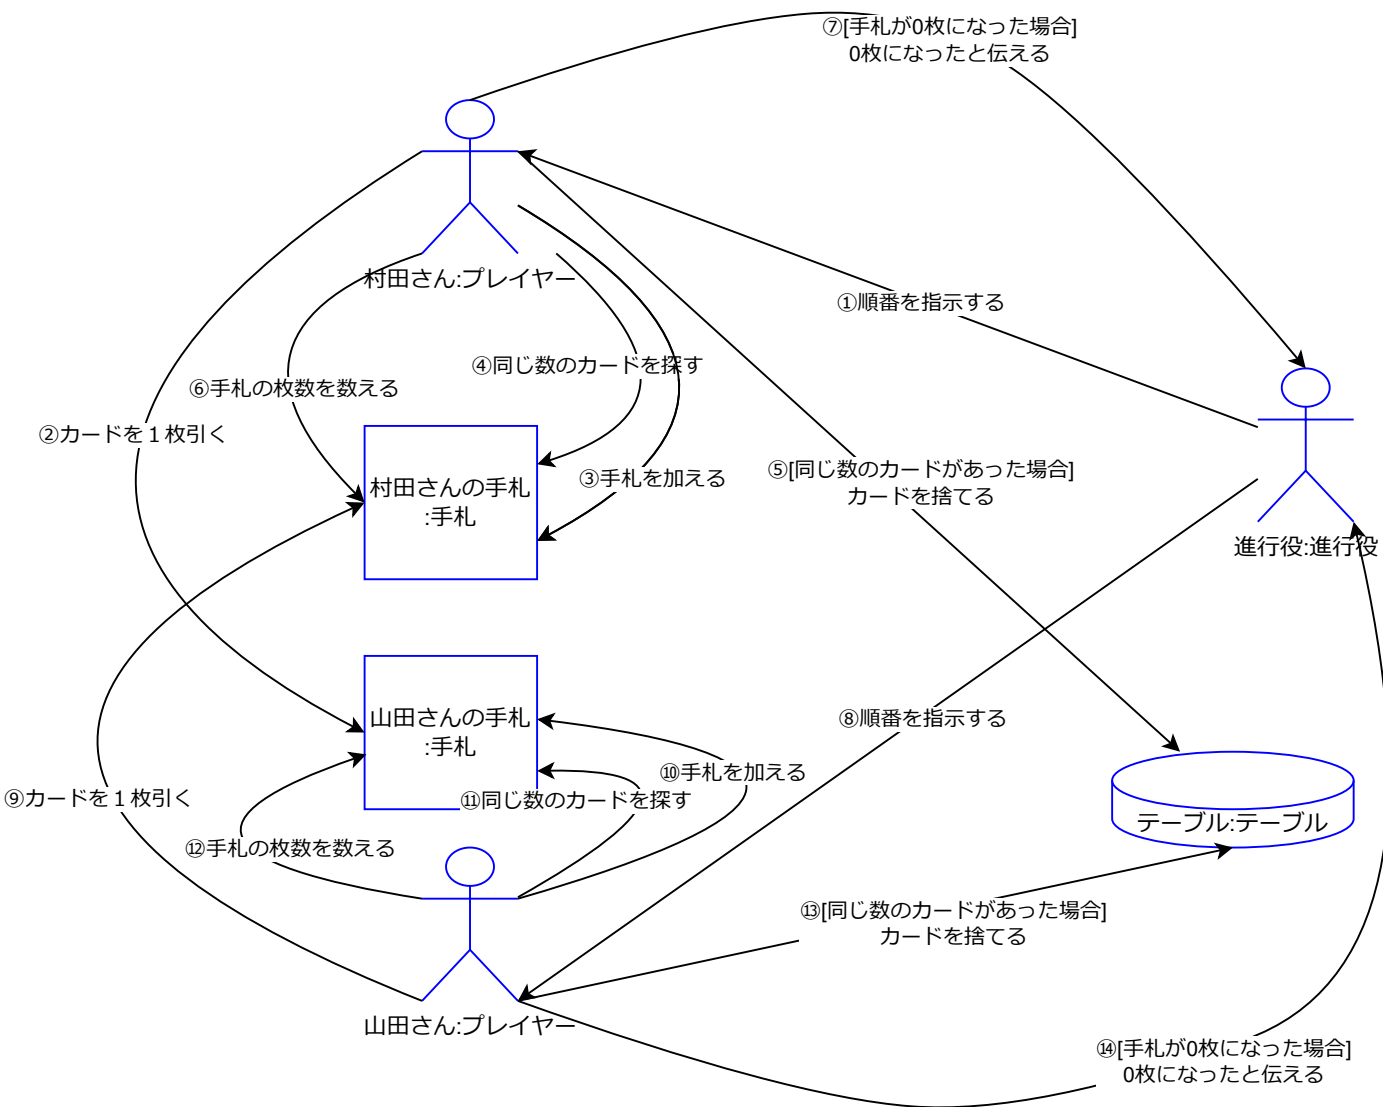 ⑦[手札が0枚になった場合]
0枚になったと伝える
村田さん:プレイヤー
①順番を指示する
④同じ数のカードを探す
⑥手札の枚数を数える
②カードを１枚引く
⑤[同じ数のカードがあった場合]
カードを捨てる
③手札を加える
村田さんの手札
:手札
進行役:進行役
山田さんの手札
:手札
⑧順番を指示する
⑩手札を加える
⑨カードを１枚引く
⑪同じ数のカードを探す
テーブル:テーブル
⑫手札の枚数を数える
⑬[同じ数のカードがあった場合]
カードを捨てる
山田さん:プレイヤー
⑭[手札が0枚になった場合]
0枚になったと伝える